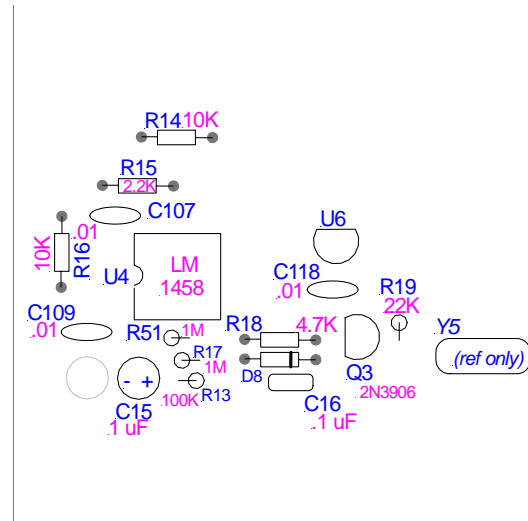 R14 10K
R15
2.2K
C107
.01
10K
R16
U4
LM
1458
U6
C118
.01
R19
22K
C109
.01
R51
1M
R17
1M
R13
100K
- +
C15
.1 uF
R18
4.7K
D8
C16
.1 uF
Q3
2N3906
Y5
(ref only)